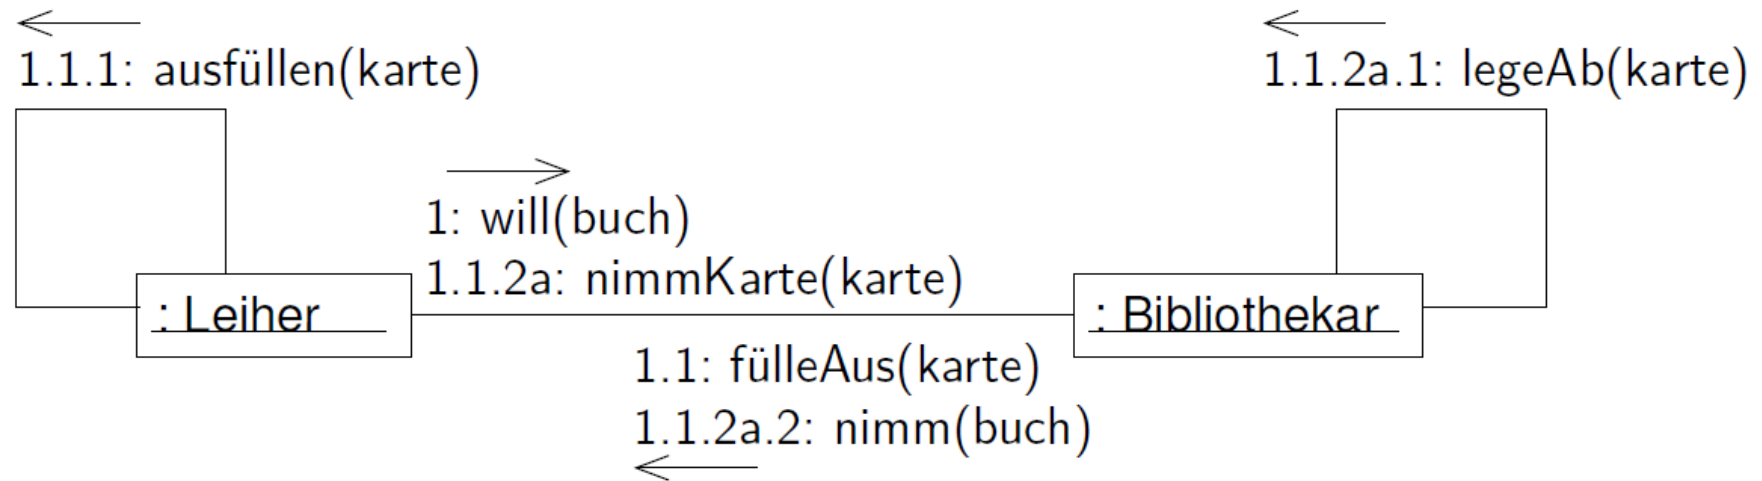 1.1.1: ausfüllen(karte)
1.1.2a.1: legeAb(karte)
1: will(buch)
1.1.2a: nimmKarte(karte)
: Leiher
: Bibliothekar
1.1: fülleAus(karte)
1.1.2a.2: nimm(buch)